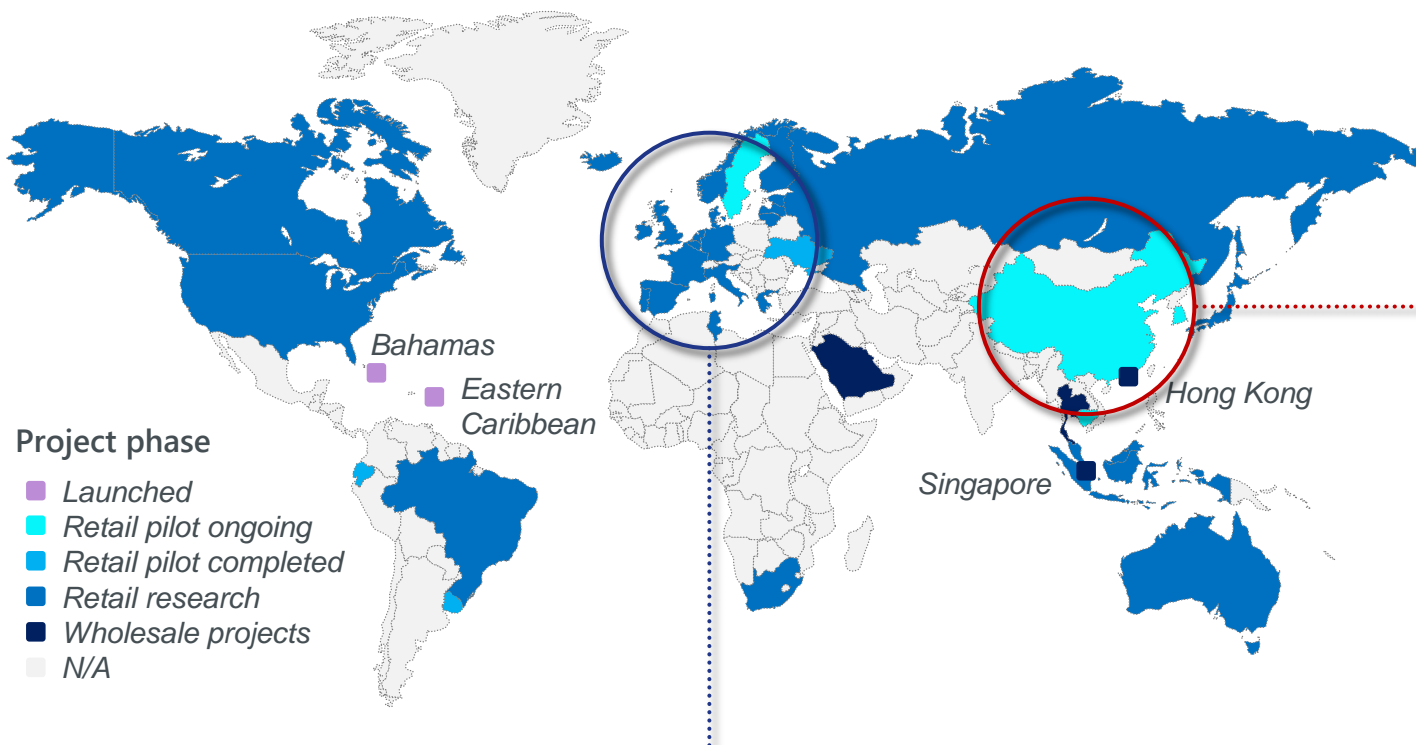 Bahamas
Eastern
Caribbean
Hong Kong
Singapore
Project phase
Launched
Retail pilot ongoing
Retail pilot completed
Retail research
Wholesale projects
N/A